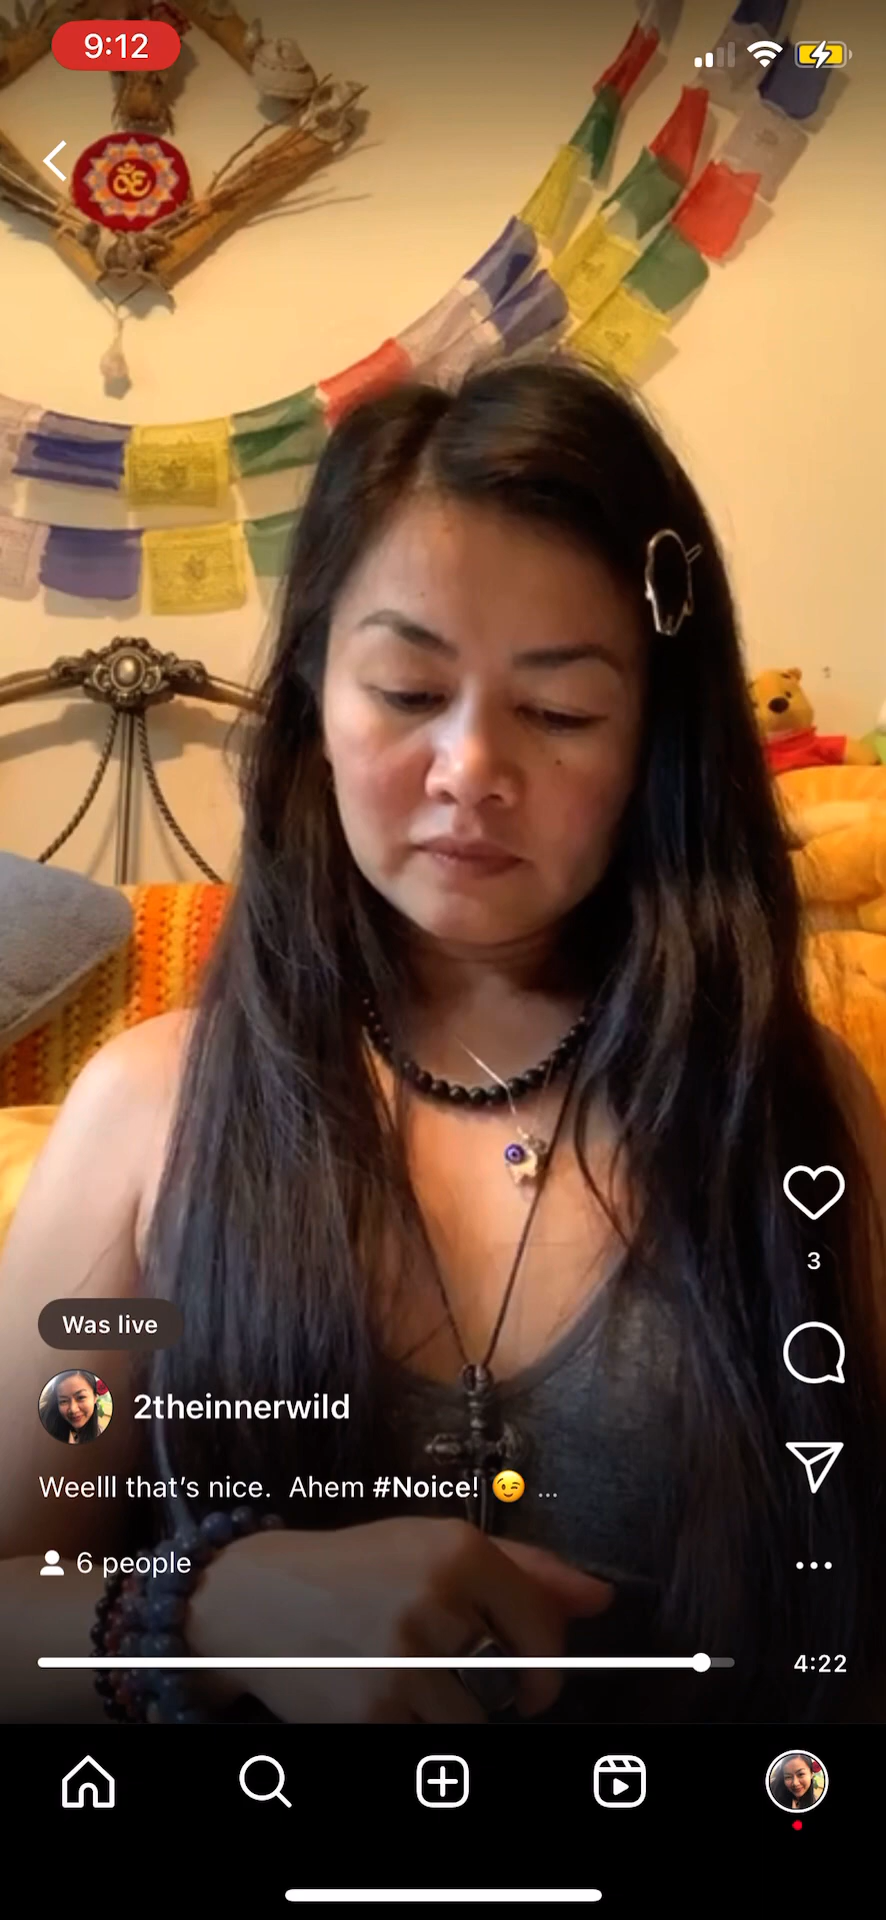 9:12
ॐ
3
Was live
2theinnerwild
Weelll that's nice.  Ahem #Noice! 😉 ...
6 people
4:22